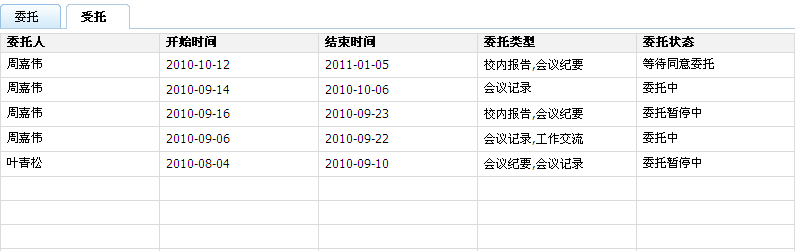 委托 受托
委托人 开始时间 结束时间 委托类型 委托状态
周嘉伟 2010-10-12 2011-01-05 校内报告,会议纪要 等待同意委托
周嘉伟 2010-09-14 2010-10-06 会议记录 委托中
周嘉伟 2010-09-16 2010-09-23 校内报告,会议纪要 委托暂停中
周嘉伟 2010-09-06 2010-09-22 会议记录,工作交流 委托中
叶青松 2010-08-04 2010-09-10 会议纪要,会议记录 委托暂停中